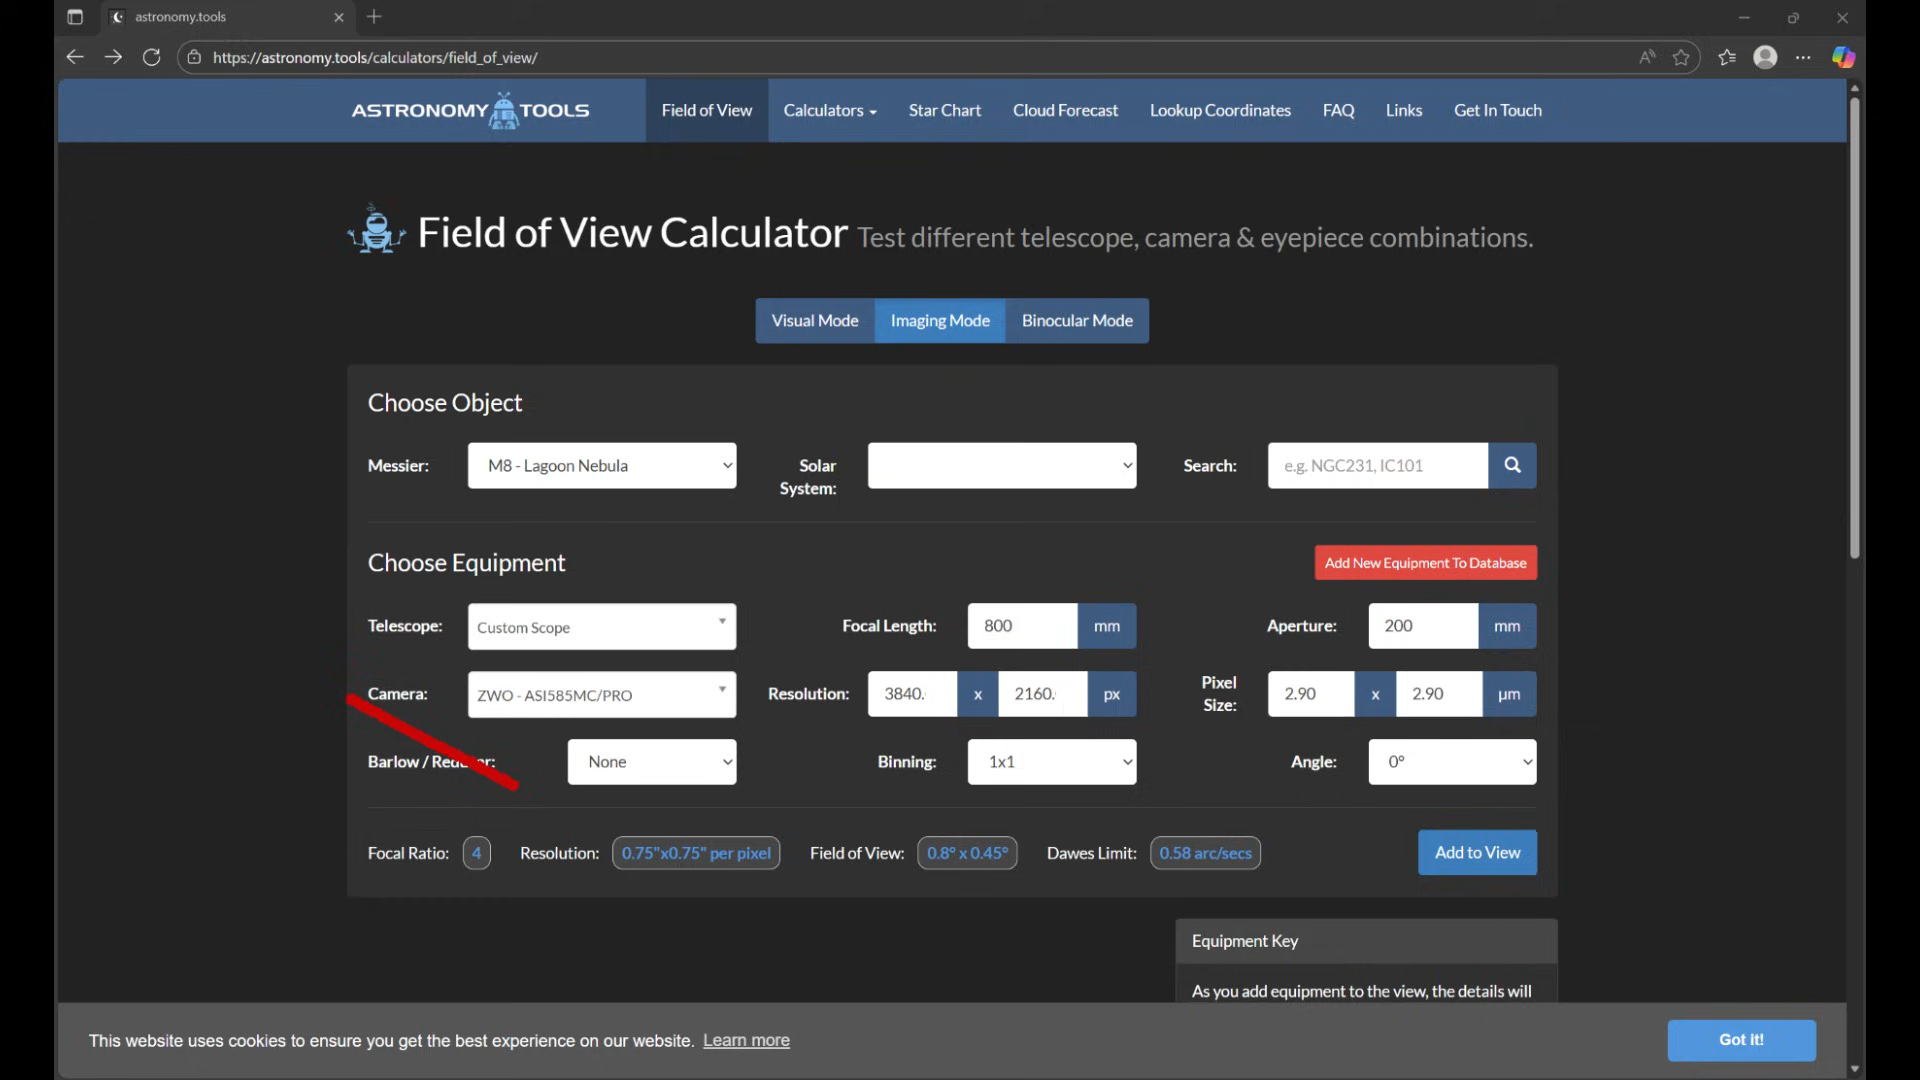 astronomy.tools
https://astronomy.tools/calculators/field_of_view/
ASTRONOMY TOOLS
Field of View
Calculators
Star Chart
Cloud Forecast
Lookup Coordinates
FAQ
Links
Get In Touch
Field of View Calculator Test different telescope, camera & eyepiece combinations.
Visual Mode
Imaging Mode
Binocular Mode
Choose Object
Messier:
M8 - Lagoon Nebula
Solar
System:
Search:
e.g. NGC231, IC101
Choose Equipment
Add New Equipment To Database
Telescope:
Custom Scope
Focal Length:
800
mm
Aperture:
200
mm
Camera:
ZWO - ASI585MC/PRO
Resolution:
3840.
x
2160.
px
Pixel
Size:
2.90
x
2.90
µm
Barlow / Reducer:
None
Binning:
1x1
Angle:
0°
Focal Ratio:
4
Resolution:
0.75"x0.75" per pixel
Field of View:
0.8° x 0.45°
Dawes Limit:
0.58 arc/secs
Add to View
Equipment Key
As you add equipment to the view, the details will
This website uses cookies to ensure you get the best experience on our website. Learn more
Got it!